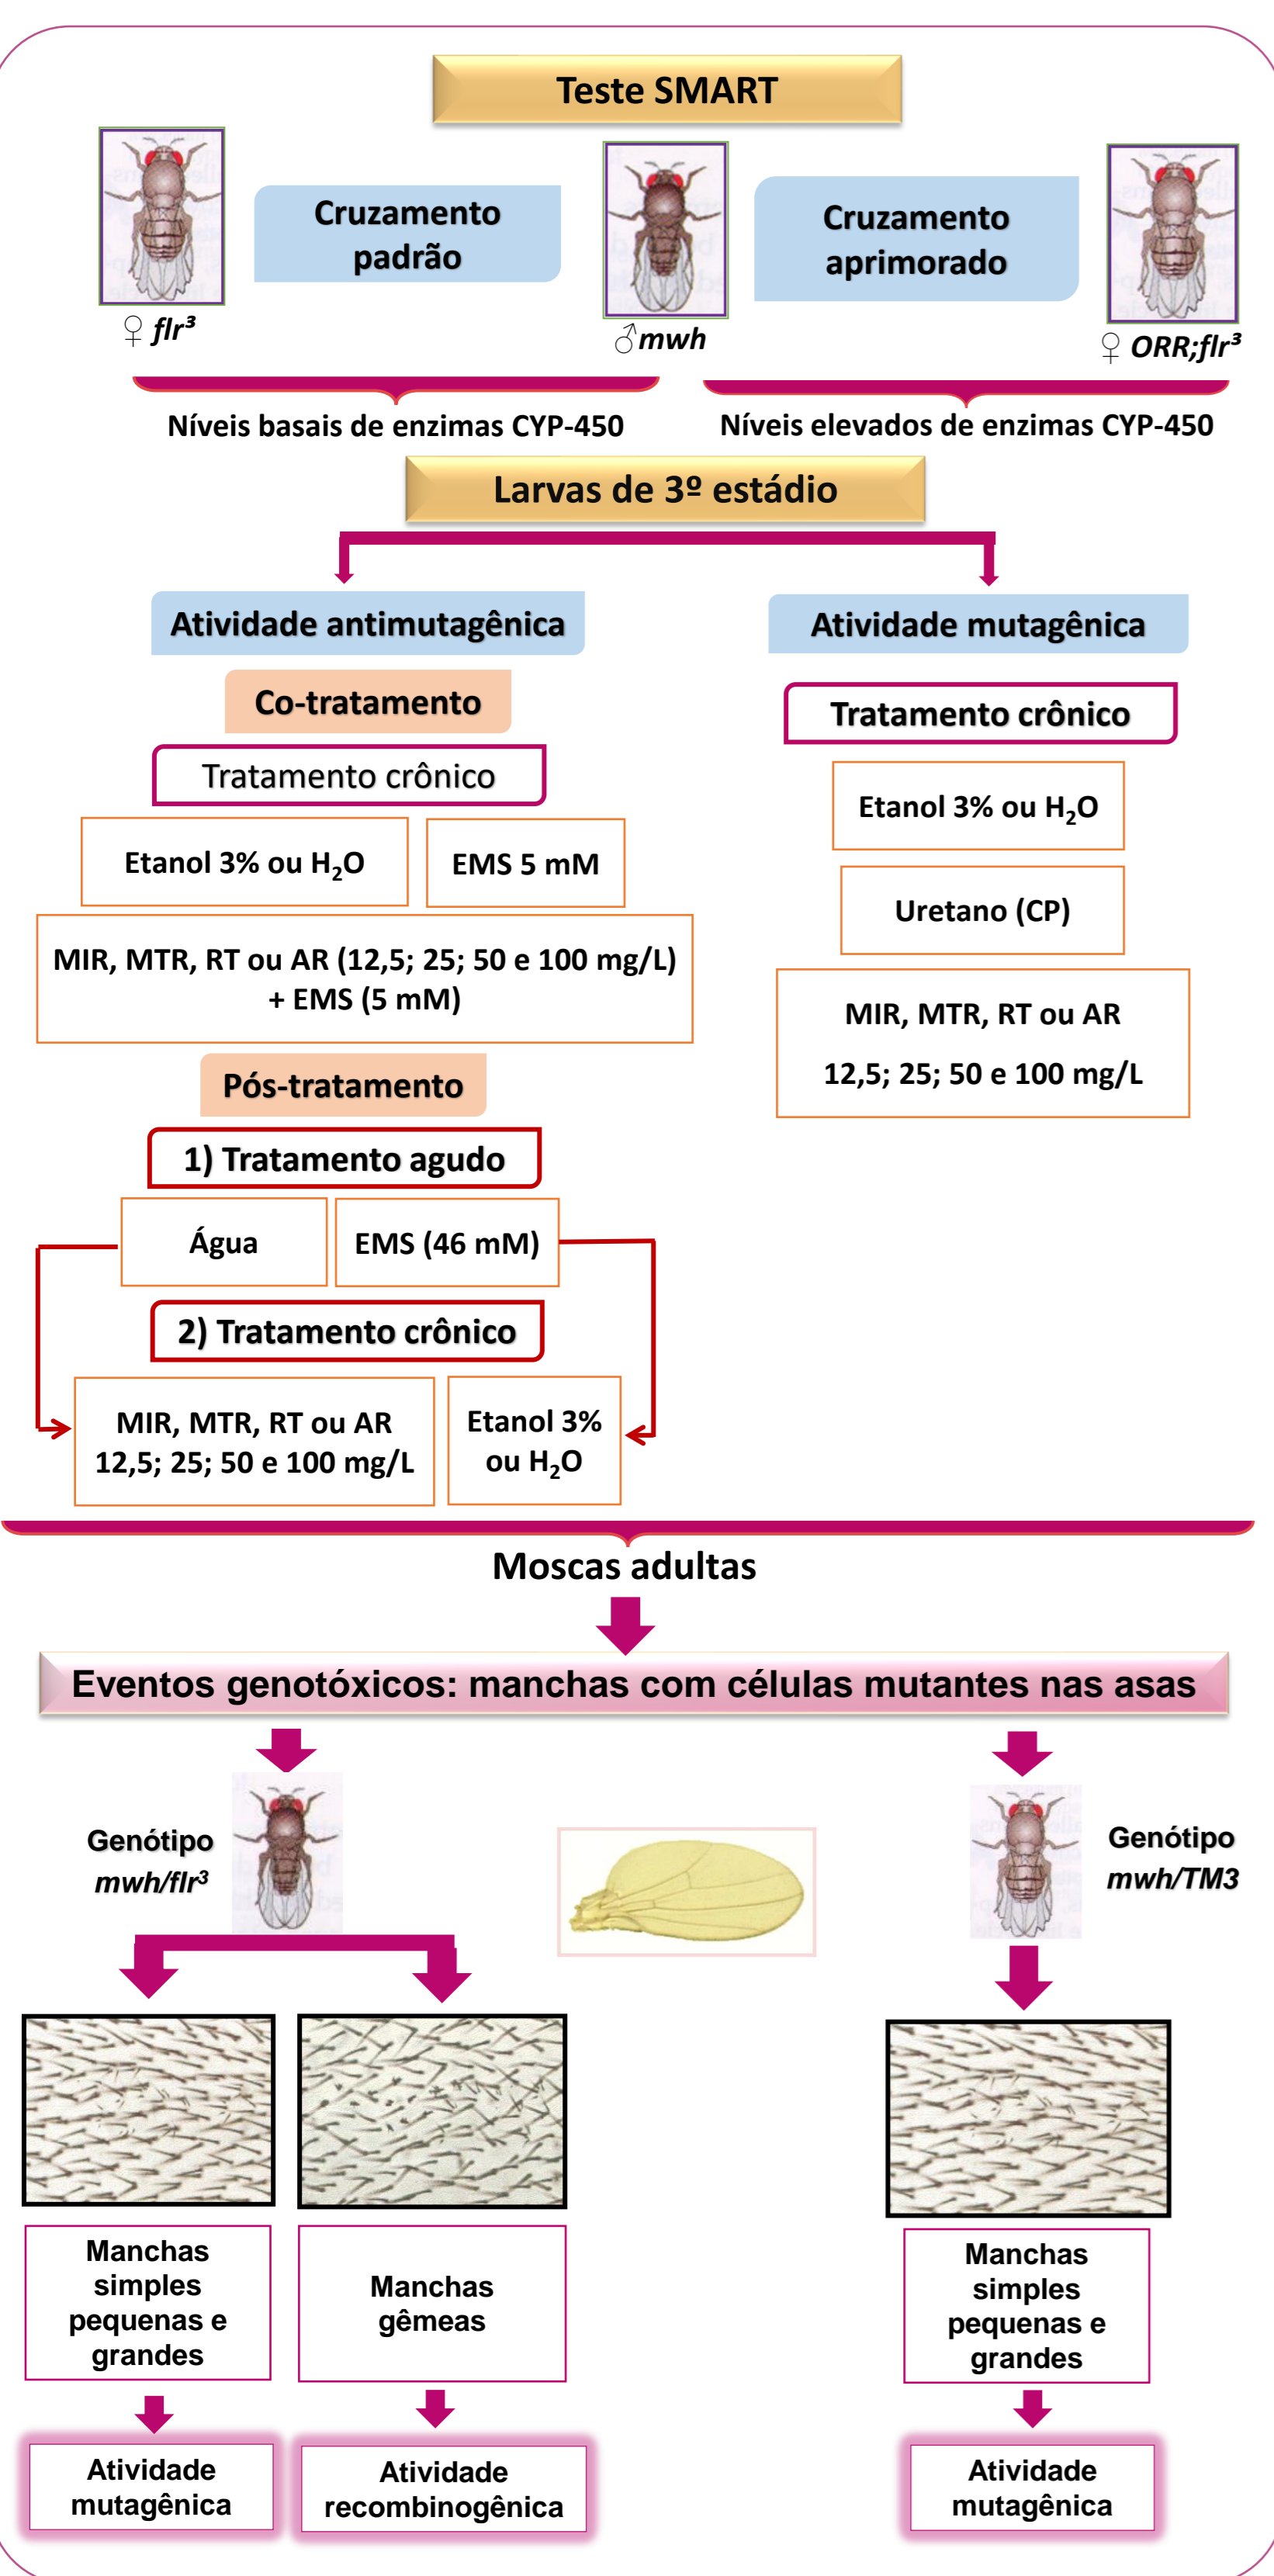 Teste SMART
Cruzamento
padrão
Cruzamento
aprimorado
♀ flr³
♂mwh
♀ ORR;flr³
Níveis basais de enzimas CYP-450
Níveis elevados de enzimas CYP-450
Larvas de 3º estádio
Atividade antimutagênica
Co-tratamento
Tratamento crônico
Etanol 3% ou H₂O
EMS 5 mM
MIR, MTR, RT ou AR (12,5; 25; 50 e 100 mg/L)
+ EMS (5 mM)
Pós-tratamento
1) Tratamento agudo
Água
EMS (46 mM)
2) Tratamento crônico
MIR, MTR, RT ou AR
12,5; 25; 50 e 100 mg/L
Etanol 3%
ou H₂O
Atividade mutagênica
Tratamento crônico
Etanol 3% ou H₂O
Uretano (CP)
MIR, MTR, RT ou AR
12,5; 25; 50 e 100 mg/L
Moscas adultas
Eventos genotóxicos: manchas com células mutantes nas asas
Genótipo
mwh/flr³
Genótipo
mwh/TM3
Manchas
simples
pequenas e
grandes
Manchas
gêmeas
Manchas
simples
pequenas e
grandes
Atividade
mutagênica
Atividade
recombinogênica
Atividade
mutagênica